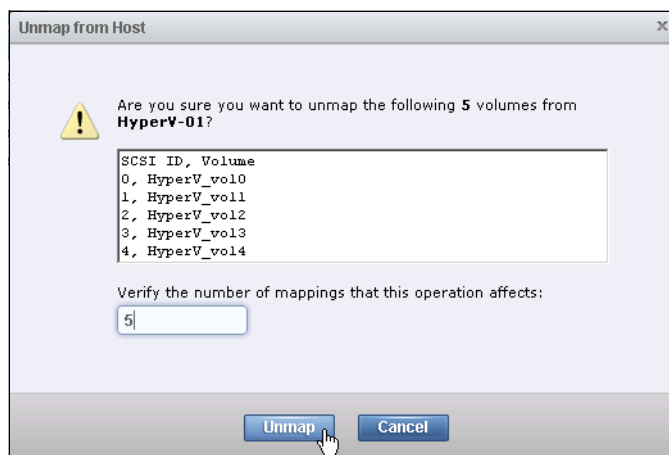 Unmap from Host
x
Are you sure you want to unmap the following 5 volumes from
HyperV-01?
SCSI ID, Volume
0, HyperV_vol0
1, HyperV_vol1
2, HyperV_vol2
3, HyperV_vol3
4, HyperV_vol4
Verify the number of mappings that this operation affects:
5
Unmap
Cancel